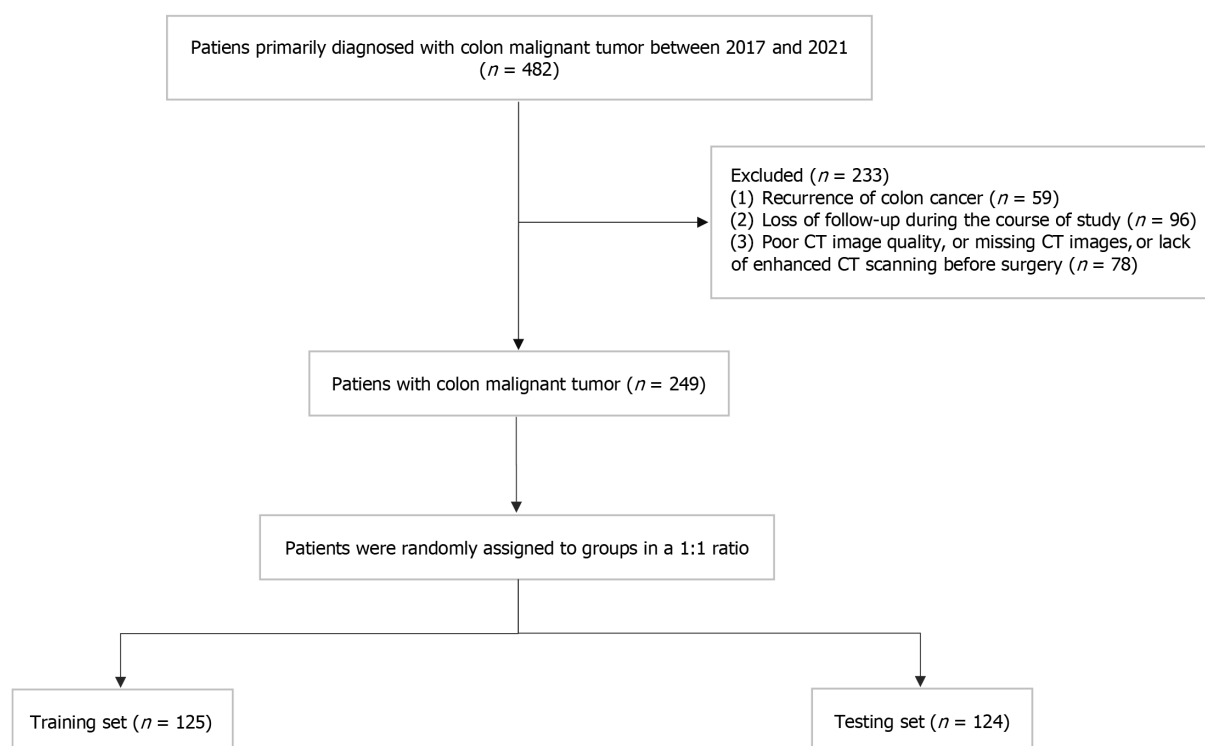 Patiens primarily diagnosed with colon malignant tumor between 2017 and 2021
(n = 482)
Excluded (n = 233)
(1) Recurrence of colon cancer (n = 59)
(2) Loss of follow-up during the course of study (n = 96)
(3) Poor CT image quality, or missing CT images, or lack
of enhanced CT scanning before surgery (n = 78)
Patiens with colon malignant tumor (n = 249)
Patients were randomly assigned to groups in a 1:1 ratio
Training set (n = 125)
Testing set (n = 124)